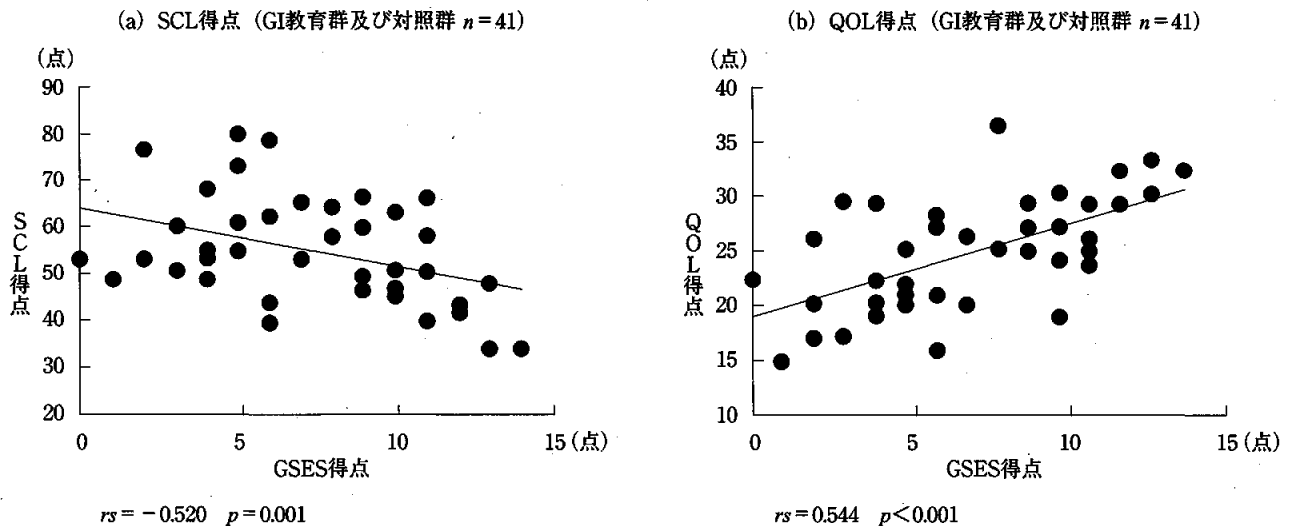 (a) SCL得点 (GI教育群及び対照群 n=41)
(点)
90
80
70
60
50
40
30
20
SCL得点
0 5 10 15 (点)
GSES得点
rs=−0.520 p=0.001
(b) QOL得点 (GI教育群及び対照群 n=41)
(点)
40
35
30
25
20
15
10
QOL得点
0 5 10 15 (点)
GSES得点
rs=0.544 p<0.001